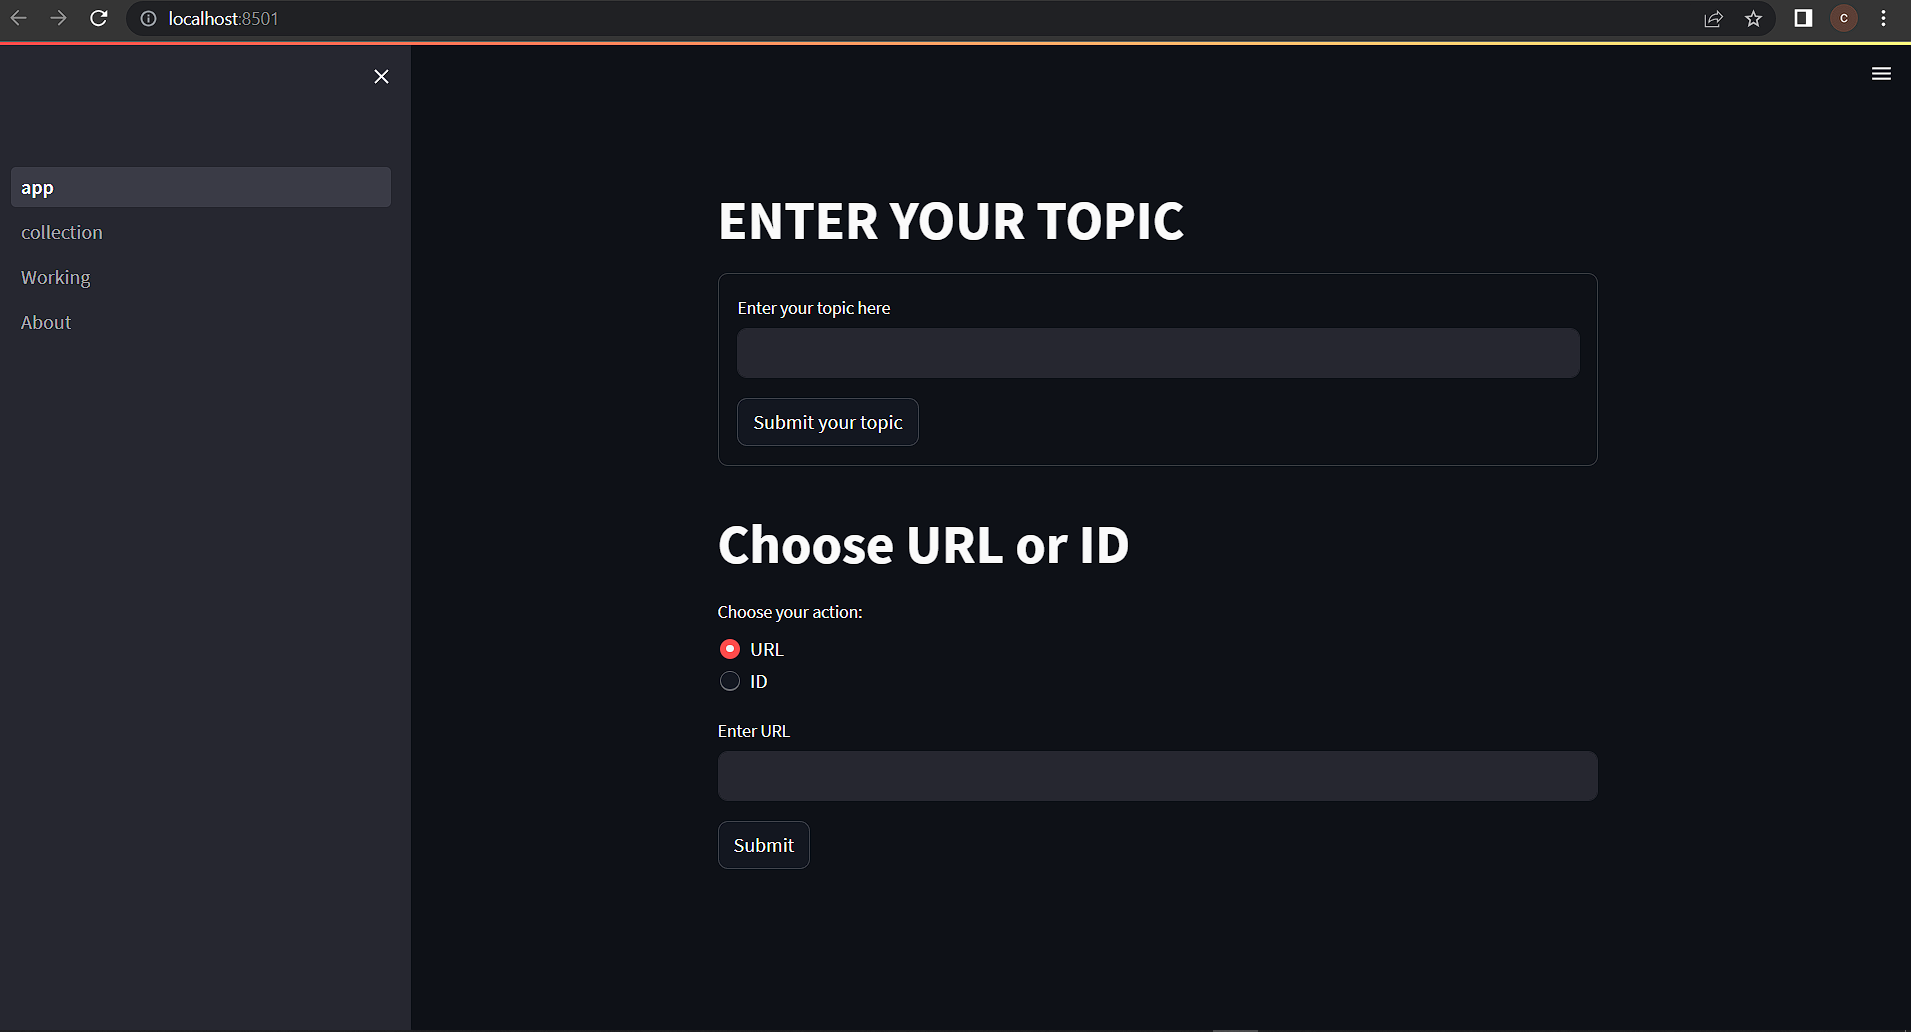 localhost:8501
C
app
collection
Working
About
ENTER YOUR TOPIC
Enter your topic here
Submit your topic
Choose URL or ID
Choose your action:
URL
ID
Enter URL
Submit